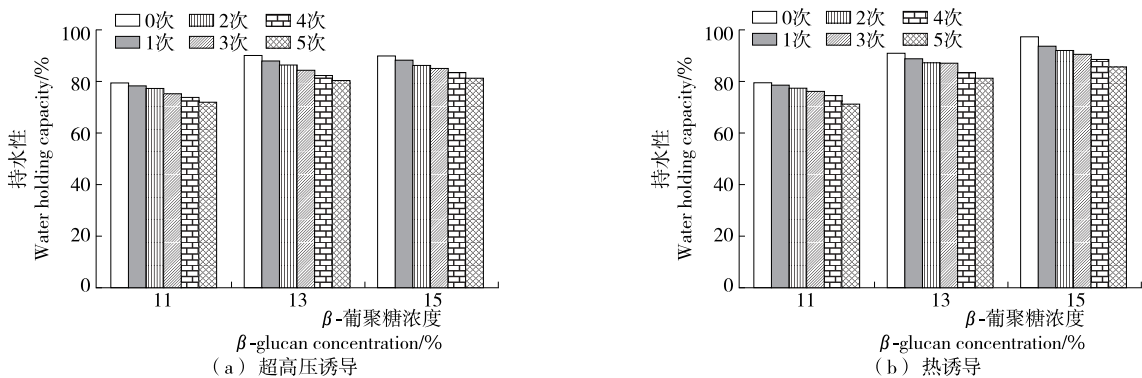 0次 2次 4次
1次 3次 5次
100
80
60
40
20
0
持水性
Water holding capacity/%
11 13 15
β-葡聚糖浓度
β-glucan concentration/%
（a）超高压诱导
0次 2次 4次
1次 3次 5次
100
80
60
40
20
0
持水性
Water holding capacity/%
11 13 15
β-葡聚糖浓度
β-glucan concentration/%
（b）热诱导